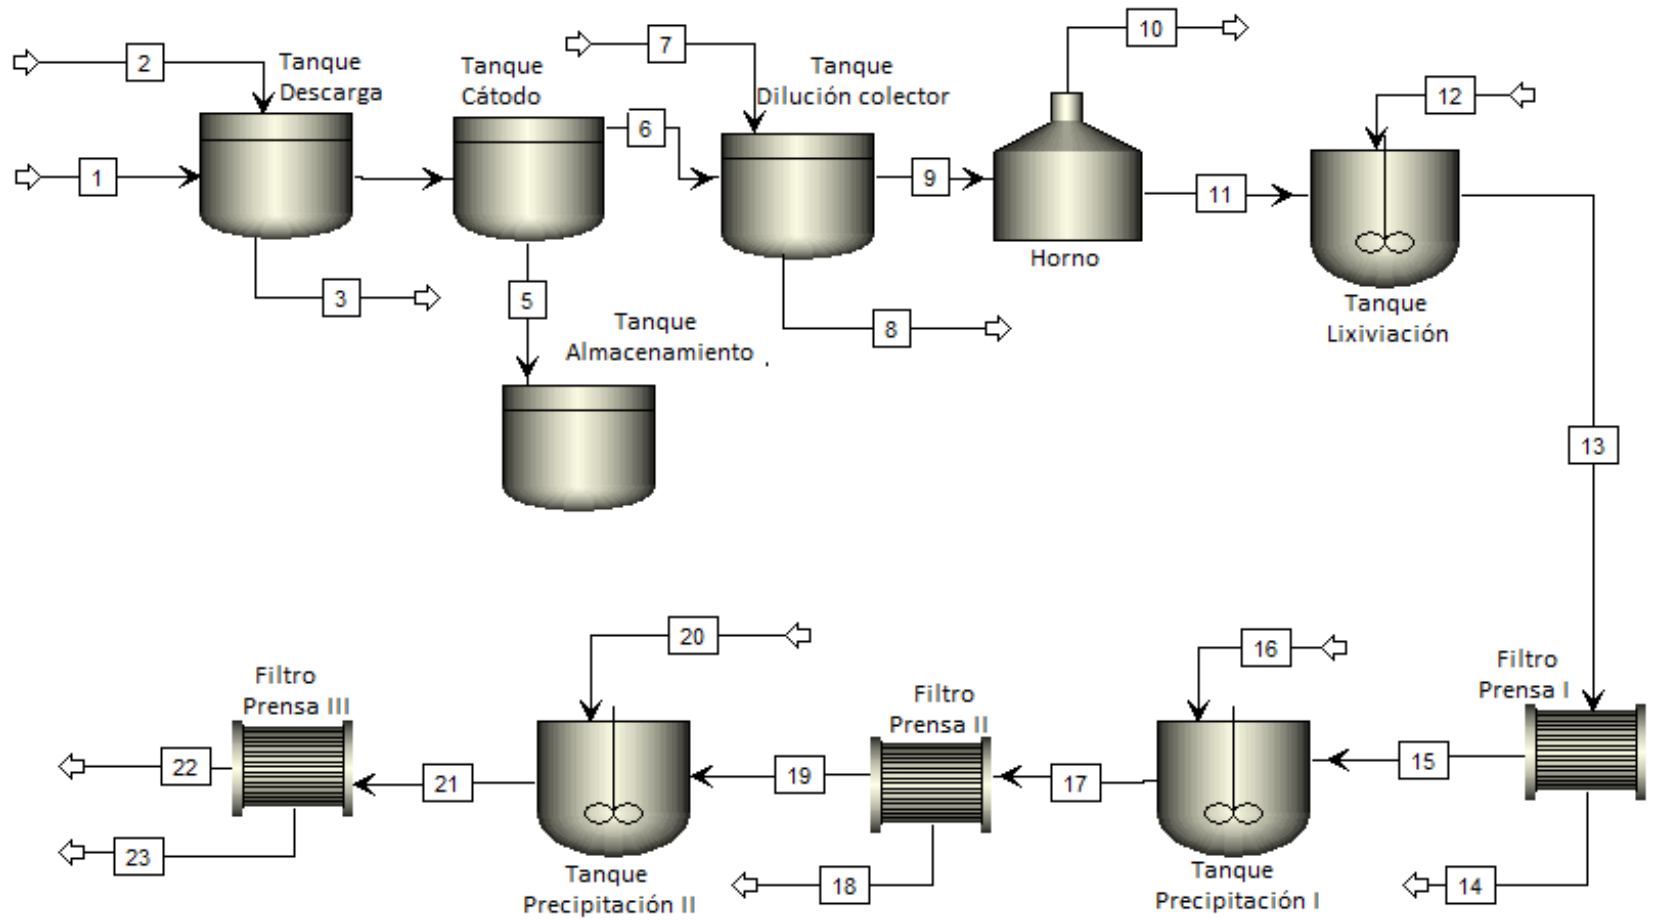 2
Tanque
Descarga
1
3
Tanque
Cátodo
6
5
Tanque
Almacenamiento .
7
Tanque
Dilución colector
8
9
10
Horno
11
12
Tanque
Lixiviación
13
Filtro
Prensa I
14
15
16
Tanque
Precipitación I
17
Filtro
Prensa II
18
19
20
Tanque
Precipitación II
21
Filtro
Prensa III
22
23